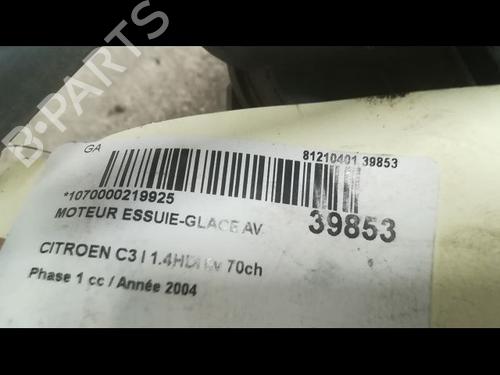 B-PARTS
GA
81210401 39853
*1070000219925
39853
MOTEUR ESSUIE-GLACE AV
CITROEN C3 I 1.4HDI 70ch
Phase 1 cc / Année 2004